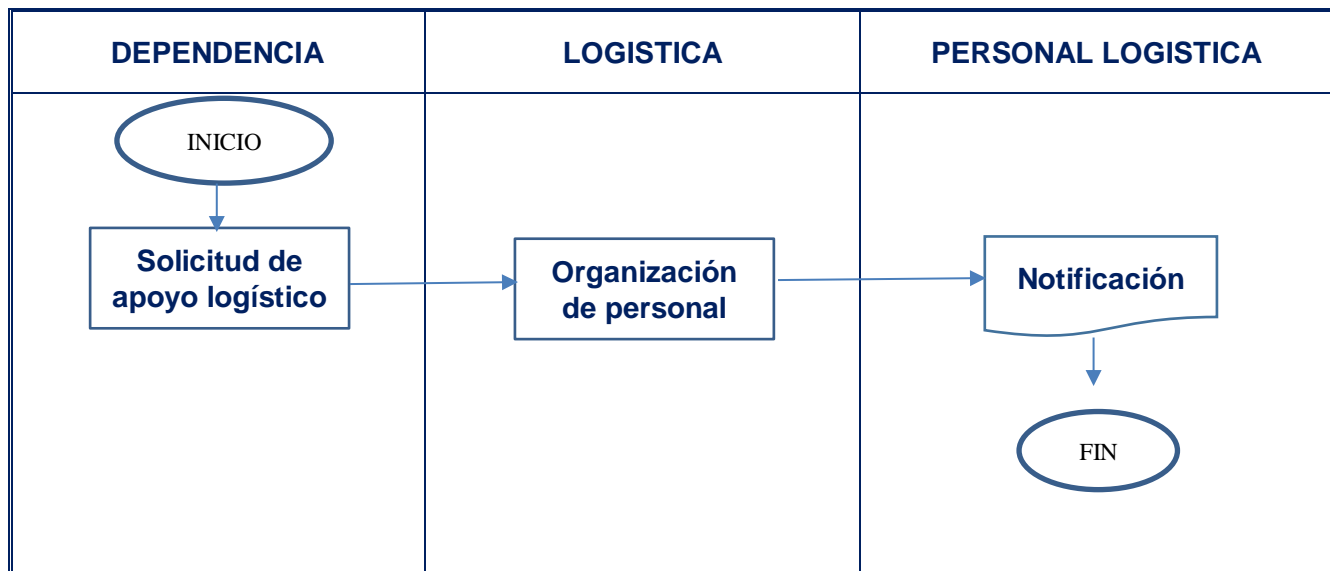 DEPENDENCIA
LOGISTICA
PERSONAL LOGISTICA
INICIO
Solicitud de
apoyo logístico
Organización
de personal
Notificación
FIN